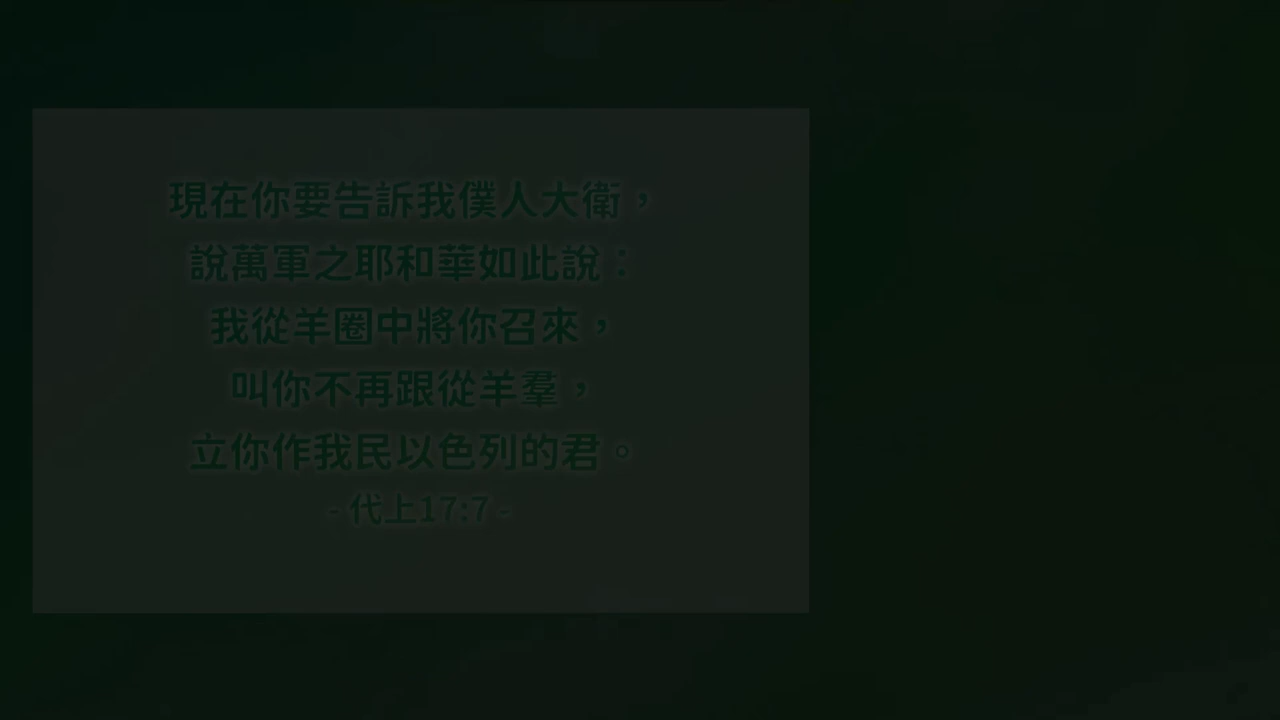 現在你要告訴我僕人大衛，
說萬軍之耶和華如此說：
我從羊圈中將你召來，
叫你不再跟從羊羣，
立你作我民以色列的君。
- 代上17:7 -